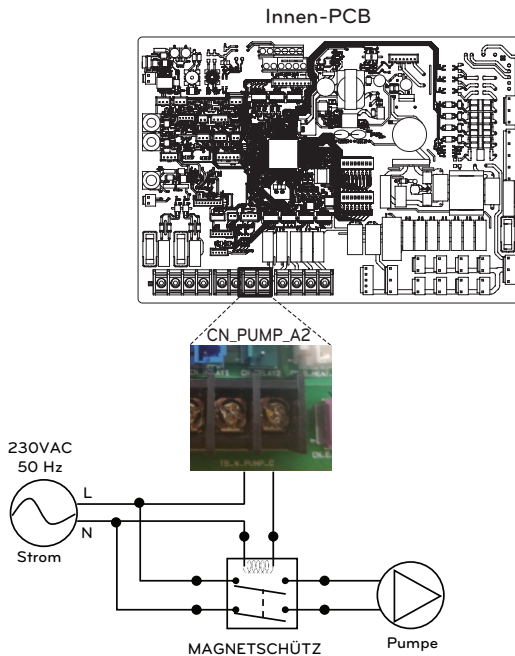 Innen-PCB
CN_PUMP_A2
230VAC
50 Hz
L
N
Strom
MAGNETSCHÜTZ
Pumpe